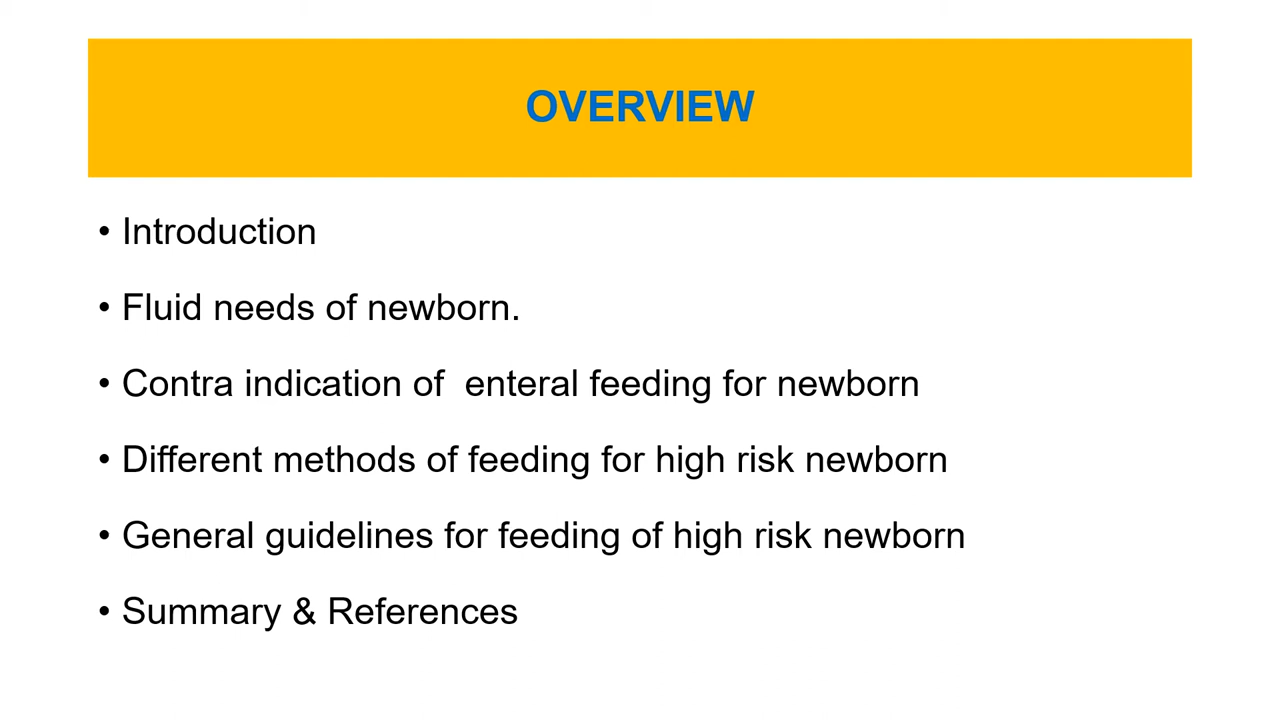 OVERVIEW
• Introduction
• Fluid needs of newborn.
• Contra indication of  enteral feeding for newborn
• Different methods of feeding for high risk newborn
• General guidelines for feeding of high risk newborn
• Summary & References